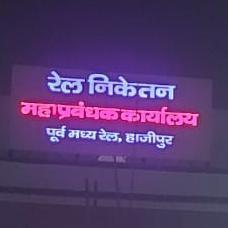 रेल निकेतन
महाप्रबंधक कार्यालय
पूर्व मध्य रेल, हाजीपुर